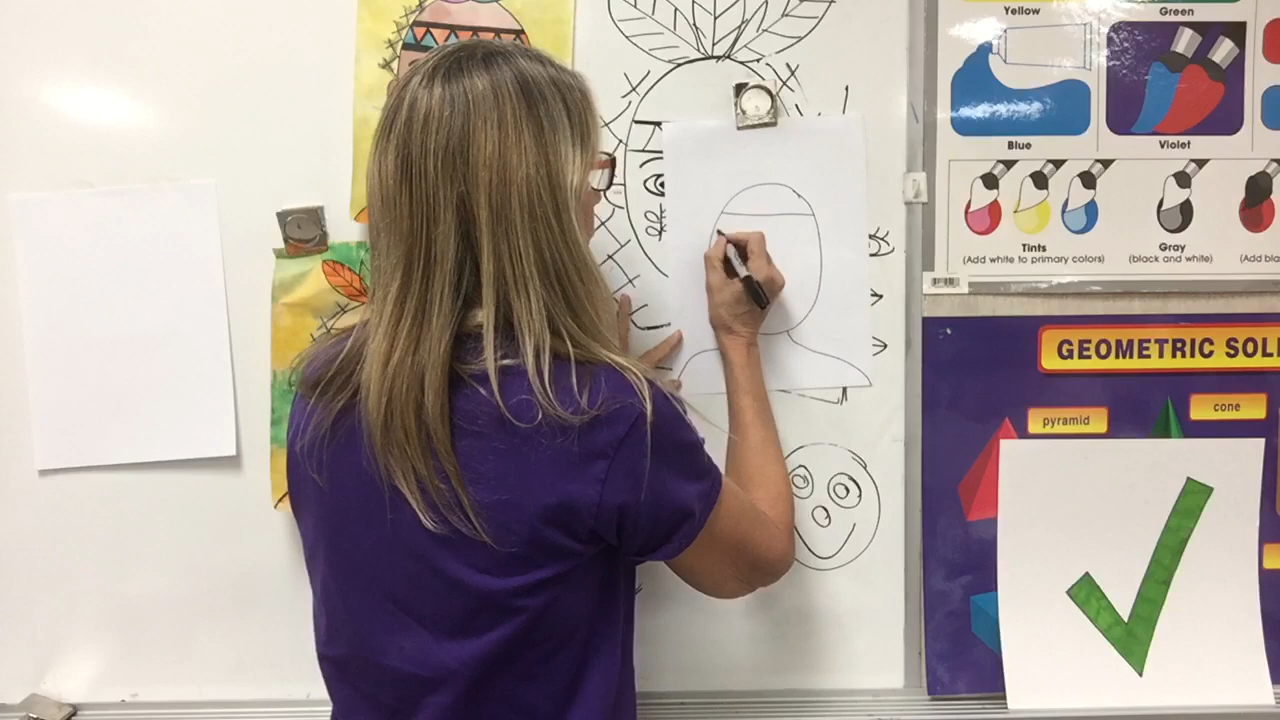 Yellow
Green
Blue
Violet
Tints
(Add white to primary colors)
Gray
(black and white)
(Add bla
GEOMETRIC SOLI
pyramid
cone